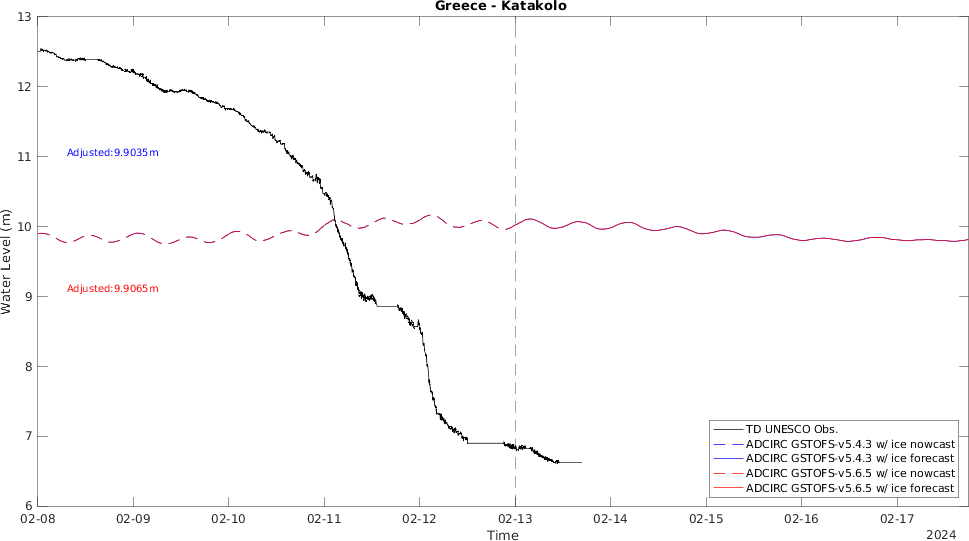 Greece - Katakolo
13
12
11
10
9
8
7
6
Water Level (m)
Adjusted:9.9035m
Adjusted:9.9065m
TD UNESCO Obs.
ADCIRC GSTOFS-v5.4.3 w/ ice nowcast
ADCIRC GSTOFS-v5.4.3 w/ ice forecast
ADCIRC GSTOFS-v5.6.5 w/ ice nowcast
ADCIRC GSTOFS-v5.6.5 w/ ice forecast
02-08 02-09 02-10 02-11 02-12 02-13 02-14 02-15 02-16 02-17
Time
2024